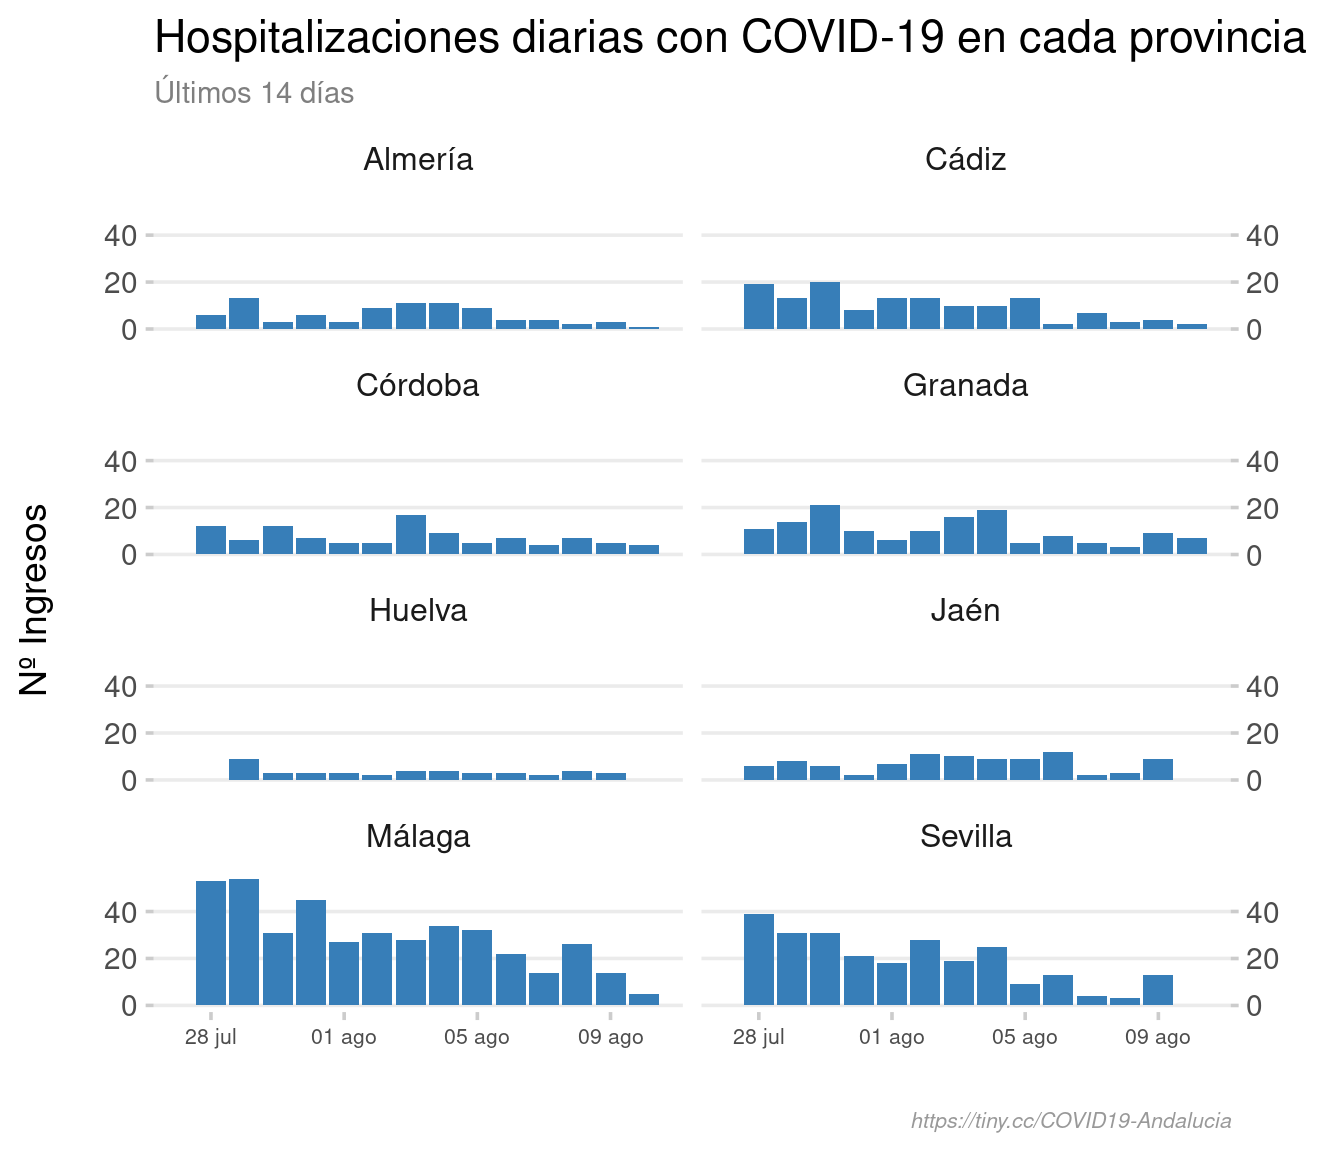 Hospitalizaciones diarias con COVID-19 en cada provincia
Últimos 14 días
Almería
Cádiz
40
20
0
40
20
0
Córdoba
Granada
40
20
0
40
20
0
Nº Ingresos
Huelva
Jaén
40
20
0
40
20
0
Málaga
Sevilla
40
20
0
40
20
0
28 jul 01 ago 05 ago 09 ago
28 jul 01 ago 05 ago 09 ago
https://tiny.cc/COVID19-Andalucia